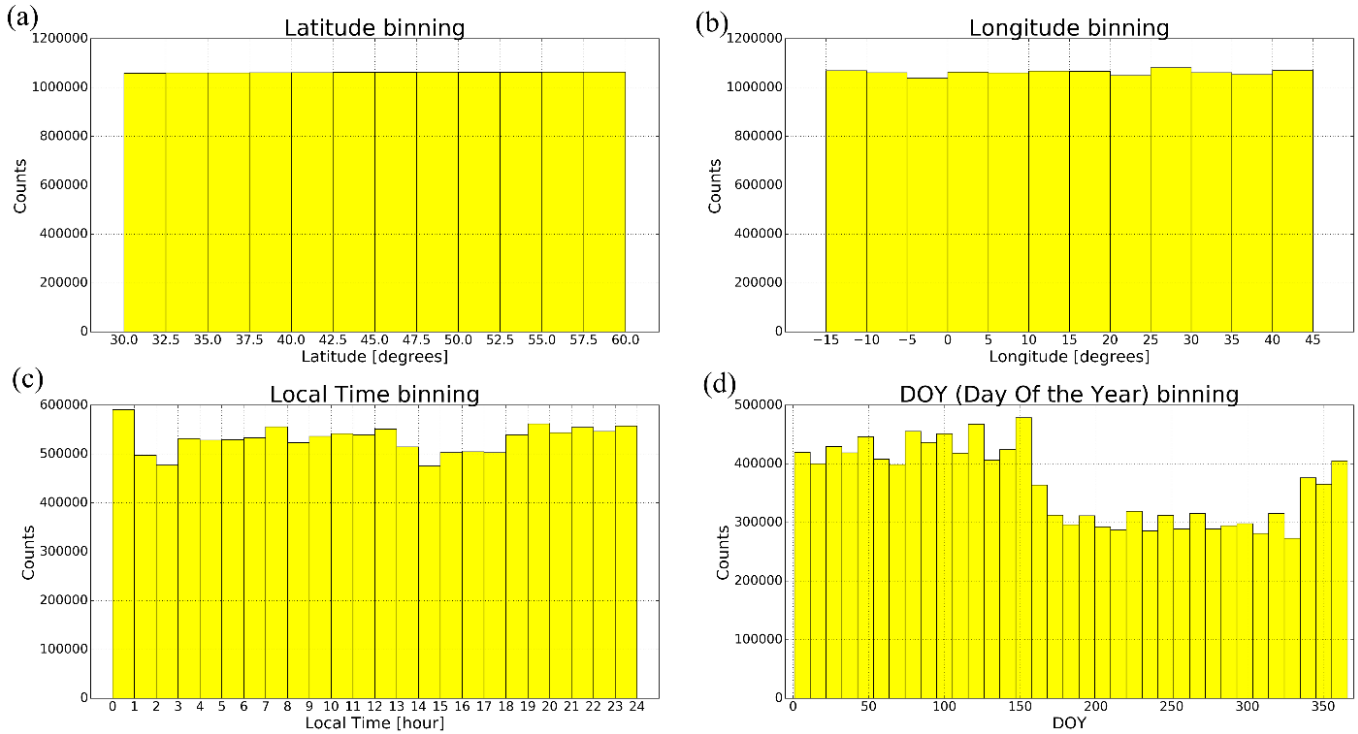 (a)
Latitude binning
1200000
1000000
800000
600000
400000
200000
0
Counts
30.0 32.5 35.0 37.5 40.0 42.5 45.0 47.5 50.0 52.5 55.0 57.5 60.0
Latitude [degrees]
(b)
Longitude binning
1200000
1000000
800000
600000
400000
200000
0
Counts
−15 −10 −5 0 5 10 15 20 25 30 35 40 45
Longitude [degrees]
(c)
Local Time binning
600000
500000
400000
300000
200000
100000
0
Counts
0 1 2 3 4 5 6 7 8 9 10 11 12 13 14 15 16 17 18 19 20 21 22 23 24
Local Time [hour]
(d)
DOY (Day Of the Year) binning
500000
400000
300000
200000
100000
0
Counts
0 50 100 150 200 250 300 350
DOY